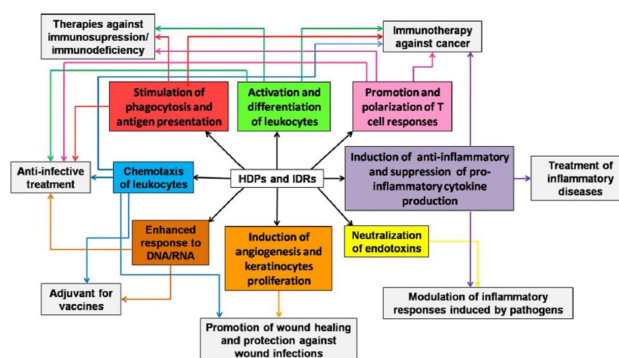 Therapies against
immunosupression/
immunodeficiency
Immunotherapy
against cancer
Stimulation of
phagocytosis and
antigen presentation
Activation and
differentiation of
leukocytes
Promotion and
polarization of T
cell responses
Anti-infective
treatment
Chemotaxis
of leukocytes
HDPs and IDRs
Induction of anti-inflammatory
and suppression of pro-
inflammatory cytokine
production
Treatment of
inflammatory
diseases
Enhanced
response to
DNA/RNA
Induction of
angiogenesis and
keratinocytes
proliferation
Neutralization
of endotoxins
Adjuvant for
vaccines
Promotion of wound healing
and protection against
wound infections
Modulation of inflammatory
responses induced by pathogens